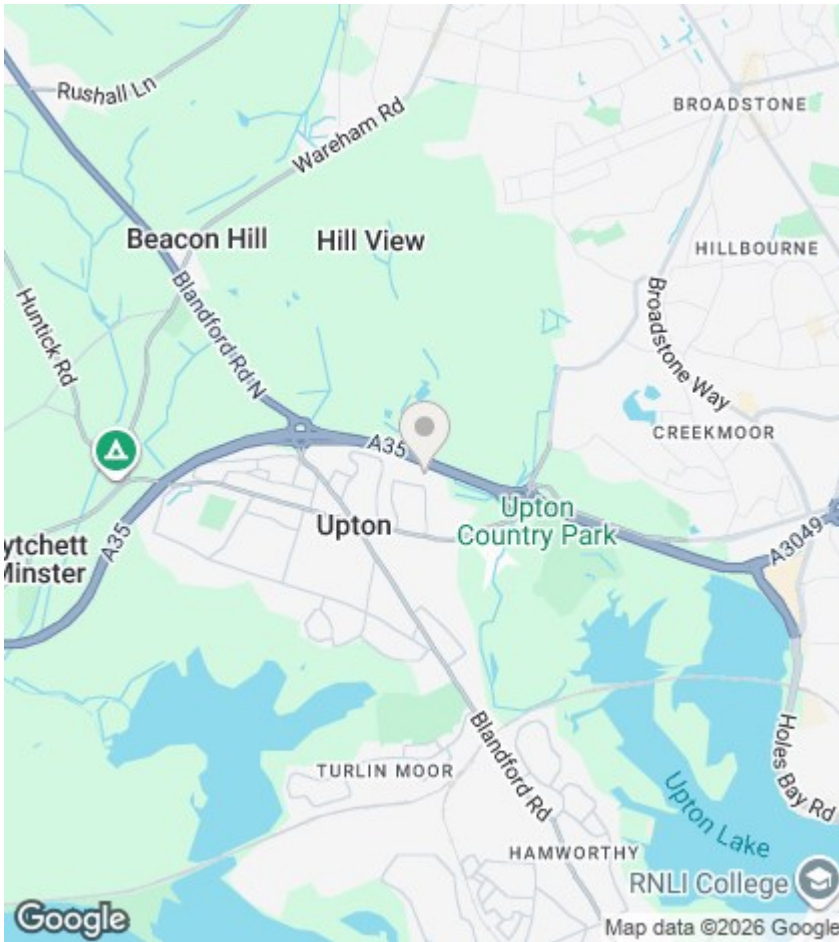 Rushall Ln
Wareham Rd
BROADSTONE
Beacon Hill
Hill View
HILLBOURNE
Huntick Rd
Blandford Rd N
Broadstone Way
CREEKMOOR
A35
Upton
Upton
Country Park
ytchett
Minster
A35
A3049
Blandford Rd
TURLIN MOOR
Holes Bay Rd
Upton Lake
HAMWORTHY
RNLI College
Google
Map data ©2026 Google